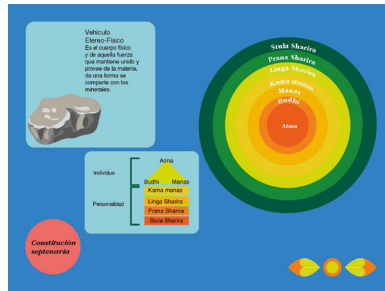 Vehículo
Etereo-Físico
Es el cuerpo físico
y de aquella fuerza
que mantiene unido y
provee de la materia,
da una forma se
comparte con los
minerales.
Stula Sharira
Prana Sharira
Linga Sharira
Kama manas
Manas
Budhi
Atma
Atma
Individuo
Budhi Manas
Kama manas
Personalidad
Linga Sharira
Prana Sharira
Stula Sharira
Constitución
septenaria